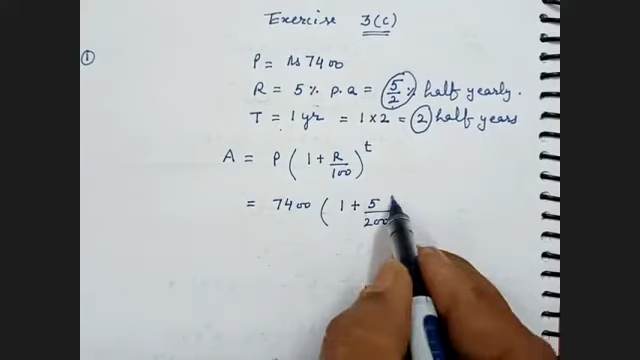 Exercise 3(C)
① P = Rs 7400
R = 5 % p.a = 5/2 % half yearly.
T = 1 yr = 1 × 2 = 2 half years
A = P ( 1 + R/100 )^t
= 7400 ( 1 + 5/200